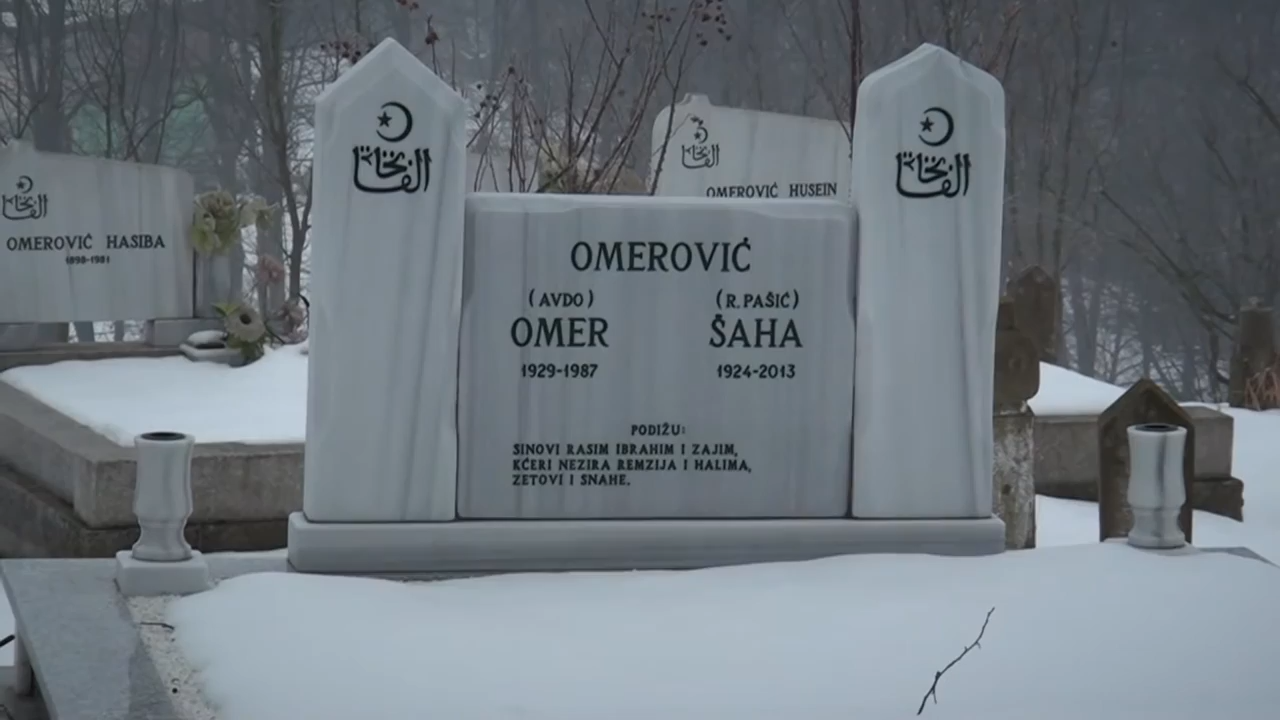 الفاتحة
OMEROVIĆ HASIBA
1898-1981
الفاتحة
OMEROVIĆ HUSEIN
الفاتحة
الفاتحة
OMEROVIĆ
(AVDO) (R. PAŠIĆ)
OMER ŠAHA
1929-1987 1924-2013
PODIŽU:
SINOVI RASIM IBRAHIM I ZAJIM,
KĆERI NEZIRA REMZIJA I HALIMA,
ZETOVI I SNAHE.